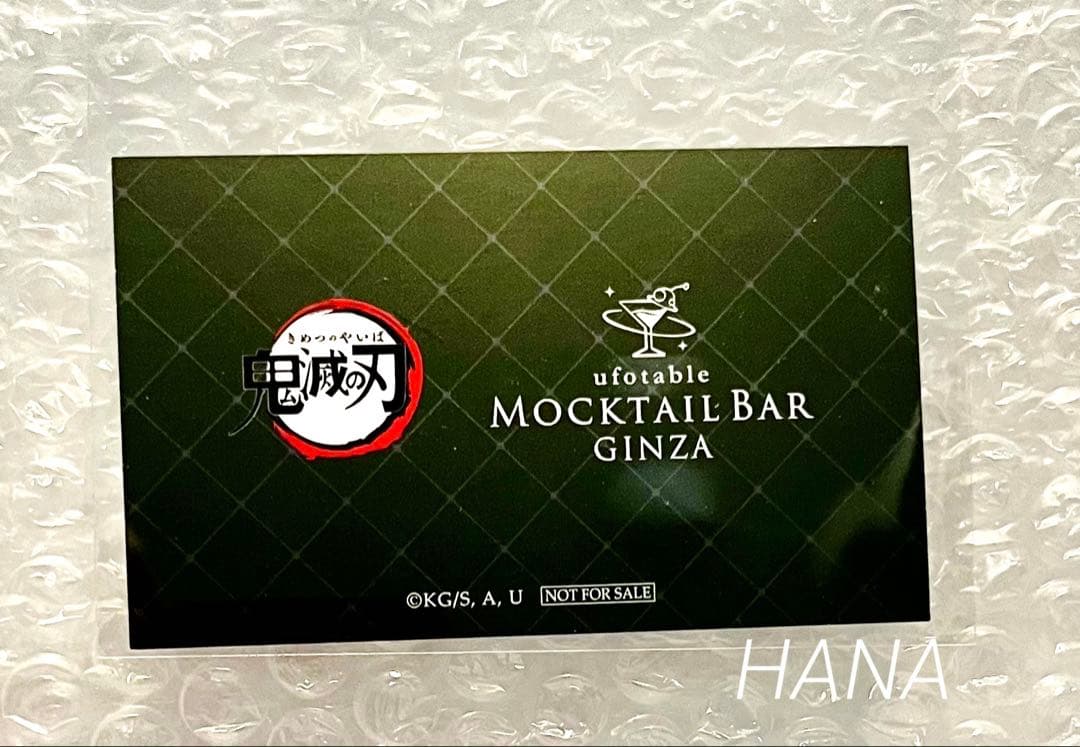 きめつのやいば
鬼滅の刃
ufotable
MOCKTAIL BAR
GINZA
©KG/S, A, U NOT FOR SALE
HANA